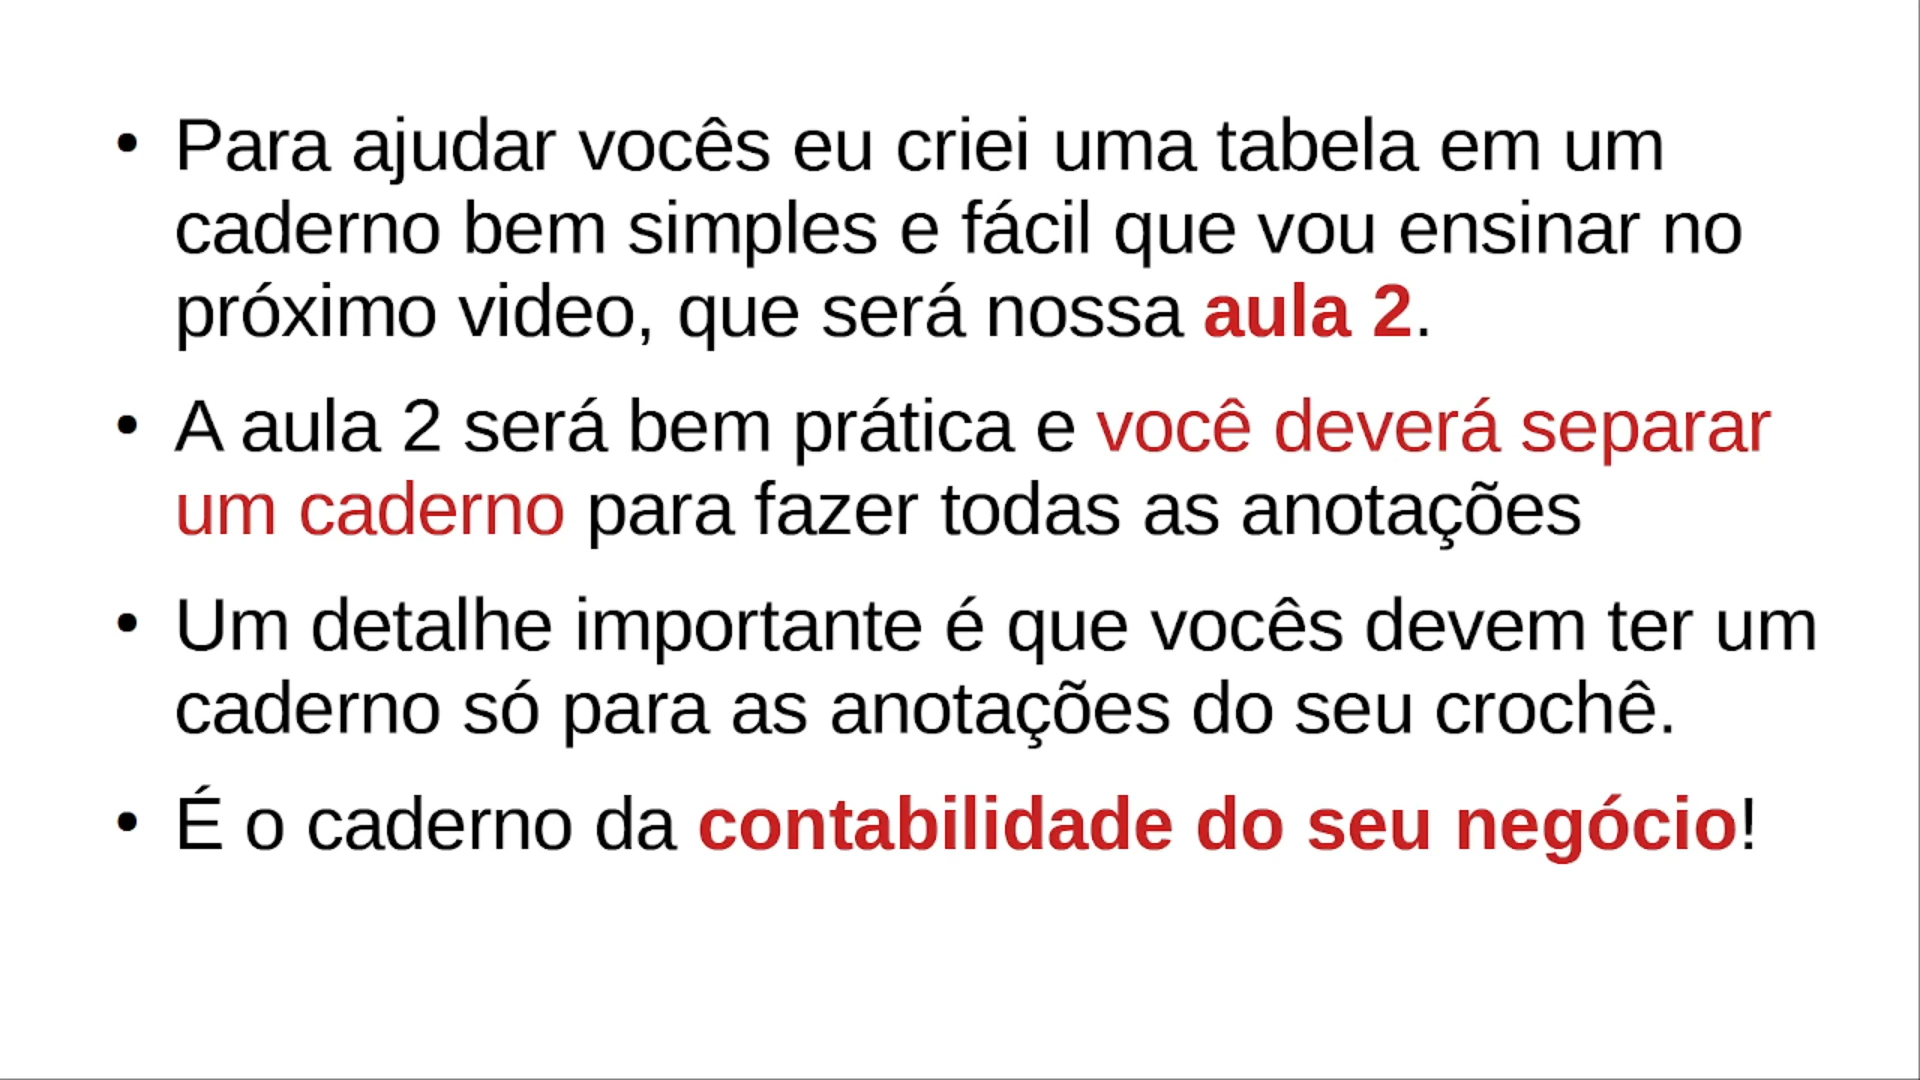 • Para ajudar vocês eu criei uma tabela em um
caderno bem simples e fácil que vou ensinar no
próximo video, que será nossa aula 2.
• A aula 2 será bem prática e você deverá separar
um caderno para fazer todas as anotações
• Um detalhe importante é que vocês devem ter um
caderno só para as anotações do seu crochê.
• É o caderno da contabilidade do seu negócio!